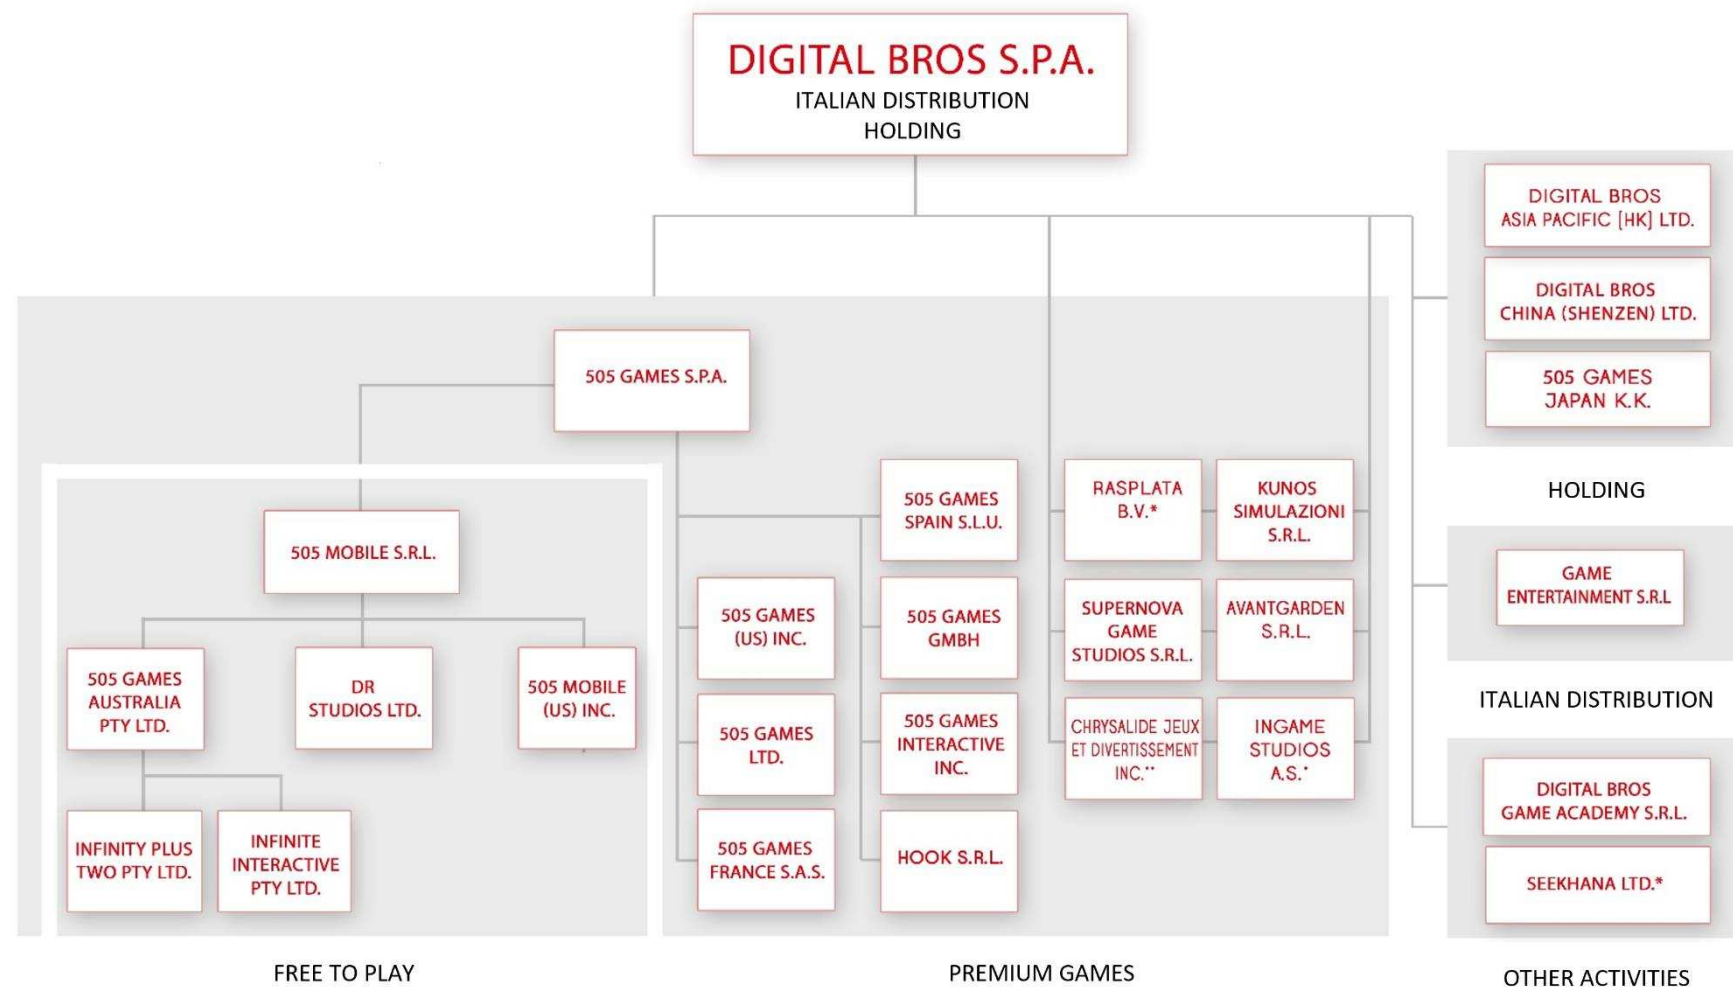 DIGITAL BROS S.P.A.
ITALIAN DISTRIBUTION
HOLDING
DIGITAL BROS
ASIA PACIFIC [HK] LTD.
DIGITAL BROS
CHINA (SHENZEN) LTD.
505 GAMES
JAPAN K.K.
HOLDING
505 GAMES S.P.A.
505 MOBILE S.R.L.
505 GAMES
AUSTRALIA
PTY LTD.
DR
STUDIOS LTD.
505 MOBILE
(US) INC.
INFINITY PLUS
TWO PTY LTD.
INFINITE
INTERACTIVE
PTY LTD.
FREE TO PLAY
505 GAMES
(US) INC.
505 GAMES
LTD.
505 GAMES
FRANCE S.A.S.
505 GAMES
SPAIN S.L.U.
505 GAMES
GMBH
505 GAMES
INTERACTIVE
INC.
HOOK S.R.L.
RASPLATA
B.V.*
KUNOS
SIMULAZIONI
S.R.L.
SUPERNOVA
GAME
STUDIOS S.R.L.
AVANTGARDEN
S.R.L.
CHRYSALIDE JEUX
ET DIVERTISSEMENT
INC.**
INGAME
STUDIOS
A.S.*
PREMIUM GAMES
GAME
ENTERTAINMENT S.R.L
ITALIAN DISTRIBUTION
DIGITAL BROS
GAME ACADEMY S.R.L.
SEEKHANA LTD.*
OTHER ACTIVITIES